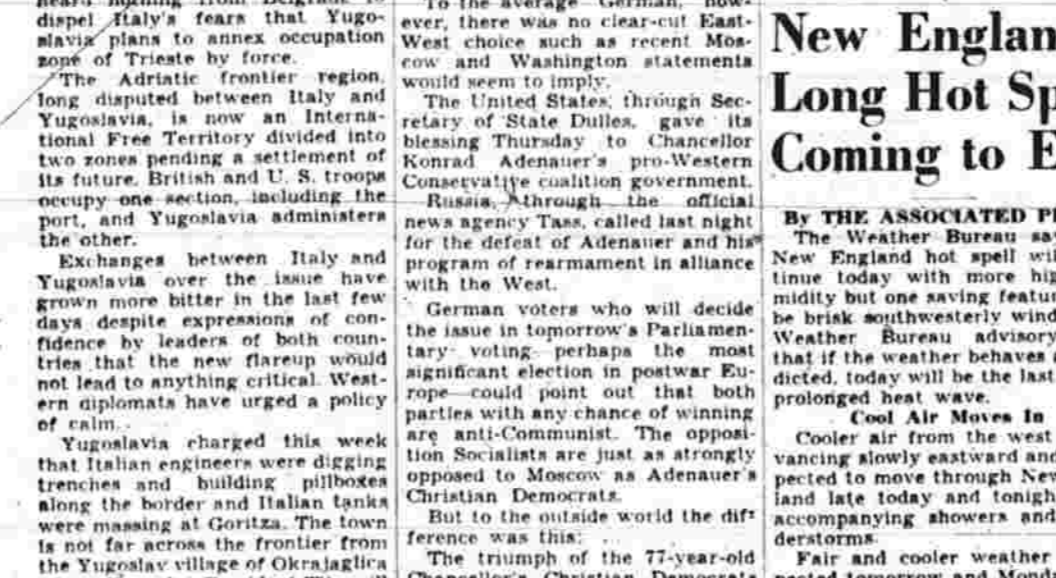 dispel Italy's fears that Yugo-
slavia plans to annex occupation
zone of Trieste by force.
The Adriatic frontier region,
long disputed between Italy and
Yugoslavia, is now an Interna-
tional Free Territory divided into
two zones pending a settlement of
its future. British and U. S. troops
occupy one section, including the
port, and Yugoslavia administers
the other.
Exchanges between Italy and
Yugoslavia over the issue have
grown more bitter in the last few
days despite expressions of con-
fidence by leaders of both coun-
tries that the new flareup would
not lead to anything critical. West-
ern diplomats have urged a policy
of calm.
Yugoslavia charged this week
that Italian engineers were digging
trenches and building pillboxes
along the border and Italian tanks
were massing at Goritza. The town
is not far across the frontier from
the Yugoslav village of Okrajaglica
To the average German, how-
ever, there was no clear-cut East-
West choice such as recent Mos-
cow and Washington statements
would seem to imply.
The United States, through Sec-
retary of State Dulles, gave its
blessing Thursday to Chancellor
Konrad Adenauer's pro-Western
Conservative coalition government.
Russia, through the official
news agency Tass, called last night
for the defeat of Adenauer and his
program of rearmament in alliance
with the West.
German voters who will decide
the issue in tomorrow's Parliamen-
tary voting perhaps the most
significant election in postwar Eu-
rope could point out that both
parties with any chance of winning
are anti-Communist. The opposi-
tion Socialists are just as strongly
opposed to Moscow as Adenauer's
Christian Democrats.
But to the outside world the dif-
ference was this:
The triumph of the 77-year-old
Chancellor's Christian Democrats
New Englan
Long Hot Sp
Coming to E
By THE ASSOCIATED P
The Weather Bureau sa
New England hot spell wil
tinue today with more hi
midity but one saving featur
be brisk southwesterly wind
Weather Bureau advisory
that if the weather behaves
dicted, today will be the last
prolonged heat wave.
Cool Air Moves In
Cooler air from the west
vancing slowly eastward and
pected to move through New
land late today and tonigh
accompanying showers and
derstorms.
Fair and cooler weather